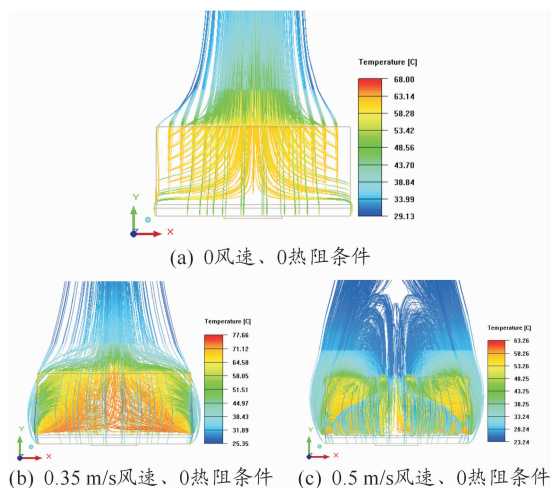 Temperature [C]
68.00
63.14
58.28
53.42
48.56
43.70
38.84
33.99
29.13
Y
Z
X
(a) 0风速、0热阻条件
Temperature [C]
77.66
71.12
64.58
58.05
51.51
44.97
38.43
31.89
25.35
Y
Z
X
(b) 0.35 m/s风速、0热阻条件
Temperature [C]
63.26
58.26
53.26
48.25
43.25
38.25
33.24
28.24
23.24
Y
Z
X
(c) 0.5 m/s风速、0热阻条件